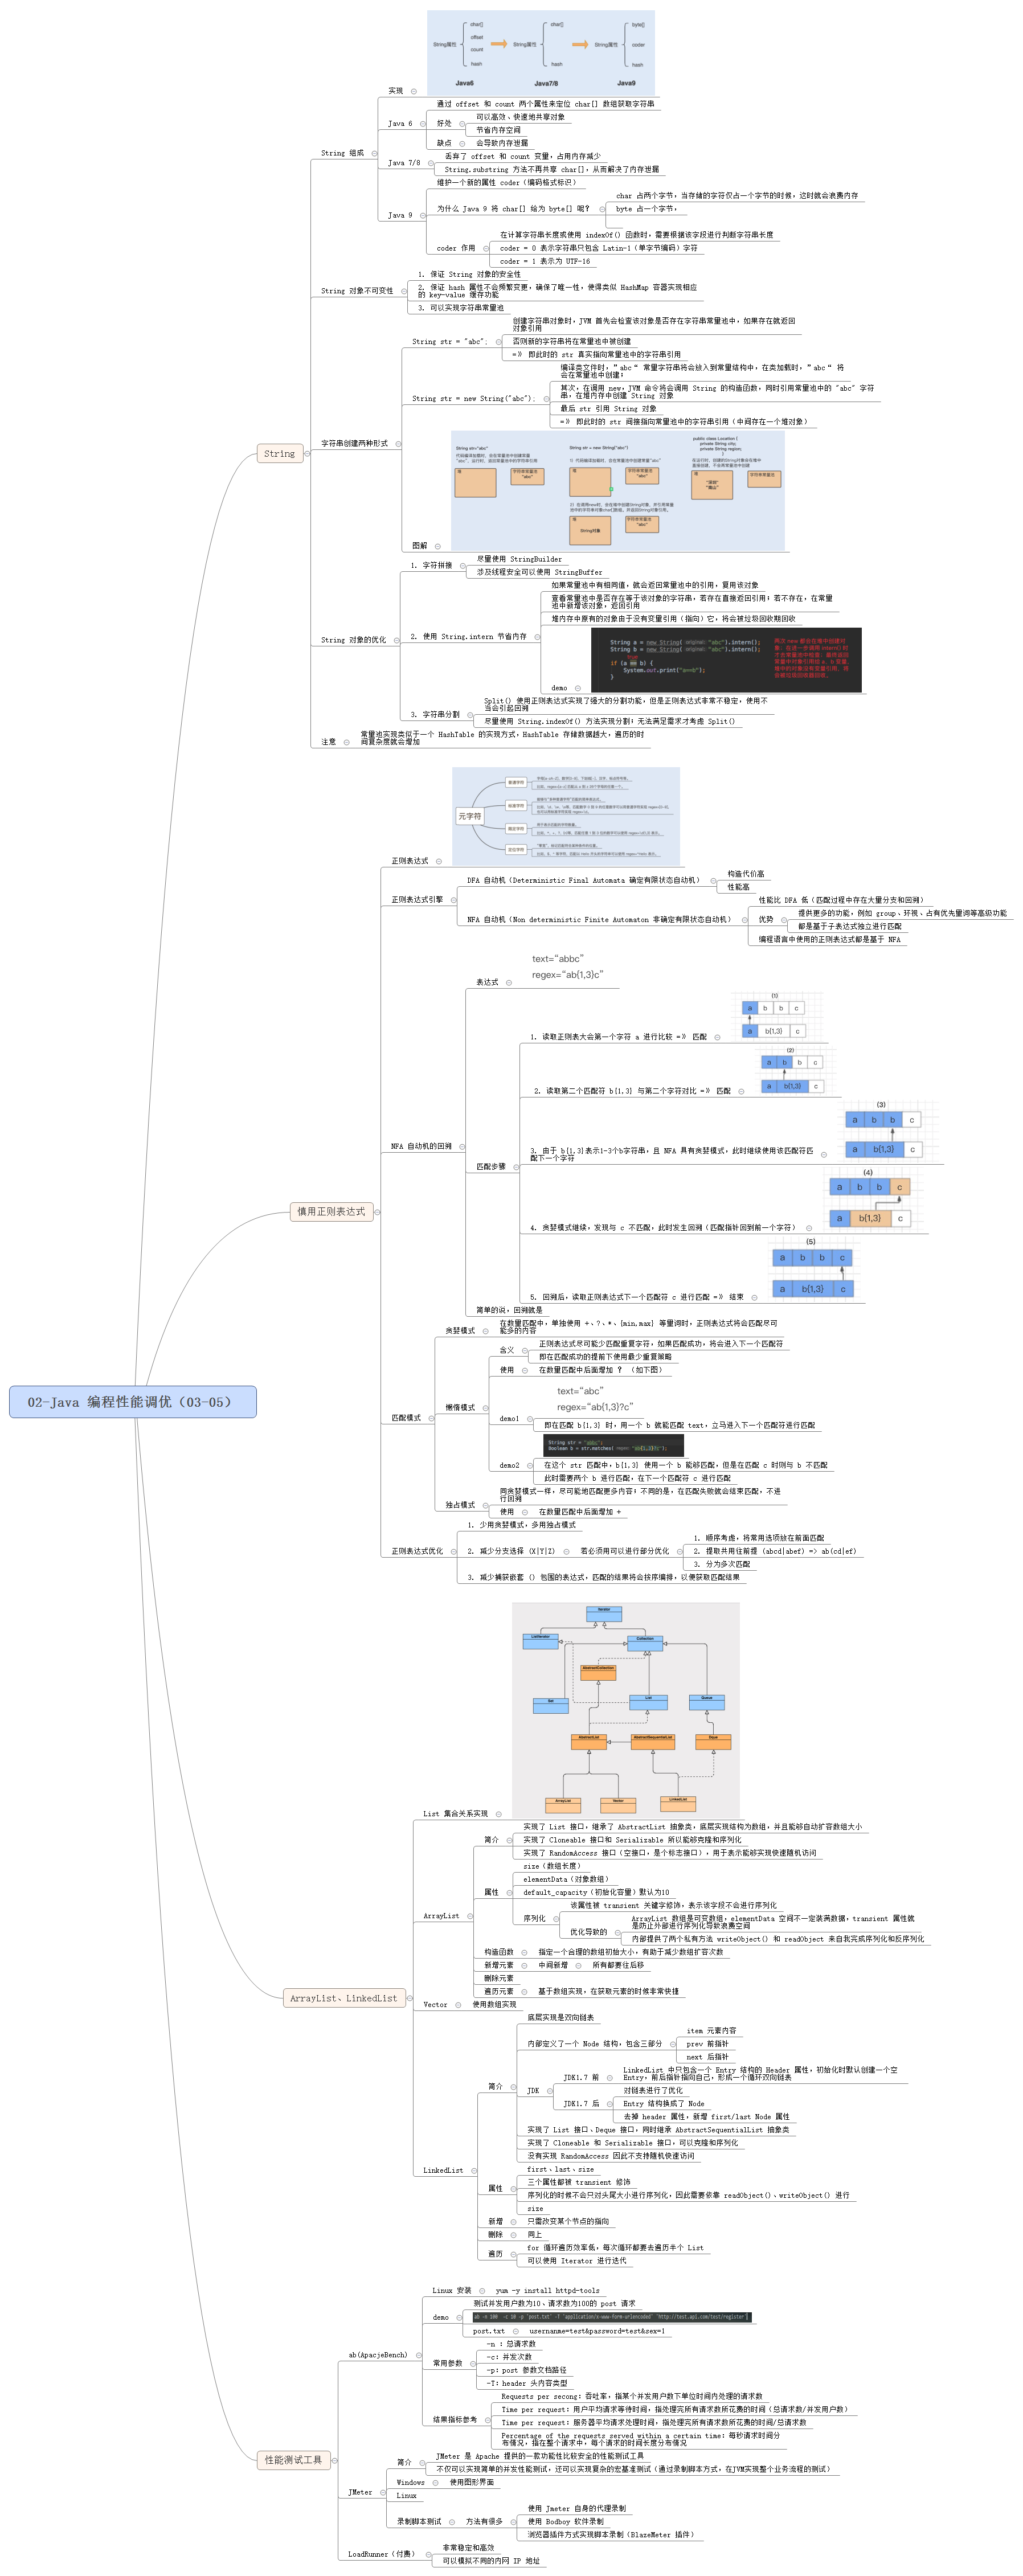 02-Java 编程性能调优（03-05）
String
String 组成
实现
String属性
char[]
offset
count
hash
Java6
String属性
char[]
hash
Java7/8
String属性
byte[]
coder
hash
Java9
Java 6
通过 offset 和 count 两个属性来定位 char[] 数组获取字符串
好处
可以高效、快速地共享对象
节省内存空间
缺点
会导致内存泄漏
Java 7/8
丢弃了 offset 和 count 变量，占用内存减少
String.substring 方法不再共享 char[]，从而解决了内存泄漏
Java 9
维护一个新的属性 coder（编码格式标识）
为什么 Java 9 将 char[] 给为 byte[] 呢？
char 占两个字节，当存储的字符仅占一个字节的时候，这时就会浪费内存
byte 占一个字节；
coder 作用
在计算字符串长度或使用 indexOf() 函数时，需要根据该字段进行判断字符串长度
coder = 0 表示字符串只包含 Latin-1（单字节编码）字符
coder = 1 表示为 UTF-16
String 对象不可变性
1. 保证 String 对象的安全性
2. 保证 hash 属性不会频繁变更，确保了唯一性，使得类似 HashMap 容器实现相应
的 key-value 缓存功能
3. 可以实现字符串常量池
字符串创建两种形式
String str = "abc";
创建字符串对象时，JVM 首先会检查该对象是否存在字符串常量池中，如果存在就返回
对象引用
否则新的字符串将在常量池中被创建
=》 即此时的 str 真实指向常量池中的字符串引用
String str = new String("abc");
编译类文件时，"abc“ 常量字符串将会放入到常量结构中，在类加载时，"abc“ 将
会在常量池中创建；
其次，在调用 new，JVM 命令将会调用 String 的构造函数，同时引用常量池中的 "abc" 字符
串，在堆内存中创建 String 对象
最后 str 引用 String 对象
=》 即此时的 str 间接指向常量池中的字符串引用（中间存在一个堆对象）
图解
String str="abc"
堆
字符串常量池
"abc"
String str = new String("abc")
堆
字符串常量池
"abc"
堆
String对象
字符串常量池
"abc"
public class Location {
private String city;
private String region;
}
堆
字符串常量池
String 对象的优化
1. 字符拼接
尽量使用 StringBuilder
涉及线程安全可以使用 StringBuffer
2. 使用 String.intern 节省内存
如果常量池中有相同值，就会返回常量池中的引用，复用该对象
查看常量池中是否存在等于该对象的字符串，若存在直接返回引用；若不存在，在常量
池中新增该对象，返回引用
堆内存中原有的对象由于没有变量引用（指向）它，将会被垃圾回收期回收
demo
String a = new String( original: "abc").intern();
String b = new String( original: "abc").intern();
if (a == b) {
System.out.print("a==b");
}
3. 字符串分割
Split() 使用正则表达式实现了强大的分割功能，但是正则表达式非常不稳定，使用不
当会引起回溯
尽量使用 String.indexOf() 方法实现分割；无法满足需求才考虑 Split()
注意
常量池实现类似于一个 HashTable 的实现方式，HashTable 存储数据越大，遍历的时
间复杂度就会增加
慎用正则表达式
正则表达式
元字符
普通字符
标准字符
限定字符
定位字符
正则表达式引擎
DFA 自动机（Deterministic Final Automata 确定有限状态自动机）
构造代价高
性能高
NFA 自动机（Non deterministic Finite Automaton 非确定有限状态自动机）
性能比 DFA 低（匹配过程中存在大量分支和回溯）
优势
提供更多的功能，例如 group、环视、占有优先量词等高级功能
都是基于子表达式独立进行匹配
编程语言中使用的正则表达式都是基于 NFA
NFA 自动机的回溯
表达式
text=“abbc”
regex=“ab{1,3}c”
匹配步骤
1. 读取正则表大会第一个字符 a 进行比较 =》 匹配
(1)
a b b c
a b{1,3} c
2. 读取第二个匹配符 b{1,3} 与第二个字符对比 =》 匹配
(2)
a b b c
a b{1,3} c
3. 由于 b{1,3]表示1-3个b字符串，且 NFA 具有贪婪模式，此时继续使用该匹配符匹
配下一个字符
(3)
a b b c
a b{1,3} c
4. 贪婪模式继续，发现与 c 不匹配，此时发生回溯（匹配指针回到前一个字符）
(4)
a b b c
a b{1,3} c
5. 回溯后，读取正则表达式下一个匹配符 c 进行匹配 =》 结束
(5)
a b b c
a b{1,3} c
简单的说，回溯就是
匹配模式
贪婪模式
在数量匹配中，单独使用 +、?、*、{min,max} 等量词时，正则表达式将会匹配尽可
能多的内容
懒惰模式
含义
正则表达式尽可能少匹配重复字符，如果匹配成功，将会进入下一个匹配符
即在匹配成功的提前下使用最少重复策略
使用
在数量匹配中后面增加 ? （如下图）
demo1
text=“abc”
regex=“ab{1,3}?c”
即在匹配 b{1,3} 时，用一个 b 就能匹配 text，立马进入下一个匹配符进行匹配
demo2
String str = "abbc";
Boolean b = str.matches( regex: "ab{1,3}?c");
在这个 str 匹配中，b{1,3} 使用一个 b 能够匹配，但是在匹配 c 时则与 b 不匹配
此时需要两个 b 进行匹配，在下一个匹配符 c 进行匹配
独占模式
同贪婪模式一样，尽可能地匹配更多内容；不同的是，在匹配失败就会结束匹配，不进
行回溯
使用
在数量匹配中后面增加 +
正则表达式优化
1. 少用贪婪模式，多用独占模式
2. 减少分支选择 (X|Y|Z)
若必须用可以进行部分优化
1. 顺序考虑，将常用选项放在前面匹配
2. 提取共用往前提 (abcd|abef) => ab(cd|ef)
3. 分为多次匹配
3. 减少捕获嵌套 () 包围的表达式，匹配的结果将会按序编排，以便获取匹配结果
ArrayList、LinkedList
List 集合关系实现
Iterator
ListIterator
Collection
AbstractCollection
Set
List
Queue
AbstractList
AbstractSequentialList
Deque
ArrayList
Vector
LinkedList
ArrayList
简介
实现了 List 接口，继承了 AbstractList 抽象类，底层实现结构为数组，并且能够自动扩容数组大小
实现了 Cloneable 接口和 Serializable 所以能够克隆和序列化
实现了 RandomAccess 接口（空接口，是个标志接口），用于表示能够实现快速随机访问
属性
size（数组长度）
elementData（对象数组）
default_capacity（初始化容量）默认为10
序列化
该属性被 transient 关键字修饰，表示该字段不会进行序列化
优化导致的
ArrayList 数组是可变数组，elementData 空间不一定装满数据，transient 属性就
是防止外部进行序列化导致浪费空间
内部提供了两个私有方法 writeObject() 和 readObject 来自我完成序列化和反序列化
构造函数
指定一个合理的数组初始大小，有助于减少数组扩容次数
新增元素
中间新增
所有都要往后移
删除元素
遍历元素
基于数组实现，在获取元素的时候非常快捷
Vector
使用数组实现
LinkedList
简介
底层实现是双向链表
内部定义了一个 Node 结构，包含三部分
item 元素内容
prev 前指针
next 后指针
JDK
JDK1.7 前
LinkedList 中只包含一个 Entry 结构的 Header 属性，初始化时默认创建一个空
Entry，前后指针指向自己，形成一个循环双向链表
JDK1.7 后
对链表进行了优化
Entry 结构换成了 Node
去掉 header 属性，新增 first/last Node 属性
实现了 List 接口、Deque 接口，同时继承 AbstractSequentialList 抽象类
实现了 Cloneable 和 Serializable 接口，可以克隆和序列化
没有实现 RandomAccess 因此不支持随机快速访问
属性
first、last、size
三个属性都被 transient 修饰
序列化的时候不会只对头尾大小进行序列化，因此需要依靠 readObject()、writeObject() 进行
size
新增
只需改变某个节点的指向
删除
同上
遍历
for 循环遍历效率低，每次循环都要去遍历半个 List
可以使用 Iterator 进行迭代
性能测试工具
ab(ApacjeBench)
Linux 安装
yum -y install httpd-tools
demo
测试并发用户数为10、请求数为100的 post 请求
ab -n 100 -c 10 -p 'post.txt' -T 'application/x-www-form-urlencoded' 'http://test.api.com/test/register'
post.txt
usernanme=test&password=test&sex=1
常用参数
-n ：总请求数
-c：并发次数
-p：post 参数文档路径
-T：header 头内容类型
结果指标参考
Requests per secong：吞吐率，指某个并发用户数下单位时间内处理的请求数
Time per request：用户平均请求等待时间，指处理完所有请求数所花费的时间（总请求数/并发用户数）
Time per request：服务器平均请求处理时间，指处理完所有请求数所花费的时间/总请求数
Percentage of the requests served within a certain time：每秒请求时间分
布情况，指在整个请求中，每个请求的时间长度分布情况
JMeter
简介
JMeter 是 Apache 提供的一款功能性比较安全的性能测试工具
不仅可以实现简单的并发性能测试，还可以实现复杂的宏基准测试（通过录制脚本方式，在JVM实现整个业务流程的测试）
Windows
使用图形界面
Linux
录制脚本测试
方法有很多
使用 Jmeter 自身的代理录制
使用 Bodboy 软件录制
浏览器插件方式实现脚本录制（BlazeMeter 插件）
LoadRunner（付费）
非常稳定和高效
可以模拟不同的内网 IP 地址